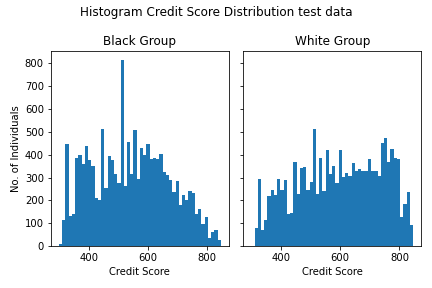 Histogram Credit Score Distribution test data
Black Group
White Group
No. of Individuals
800
700
600
500
400
300
200
100
0
400 600 800
400 600 800
Credit Score
Credit Score